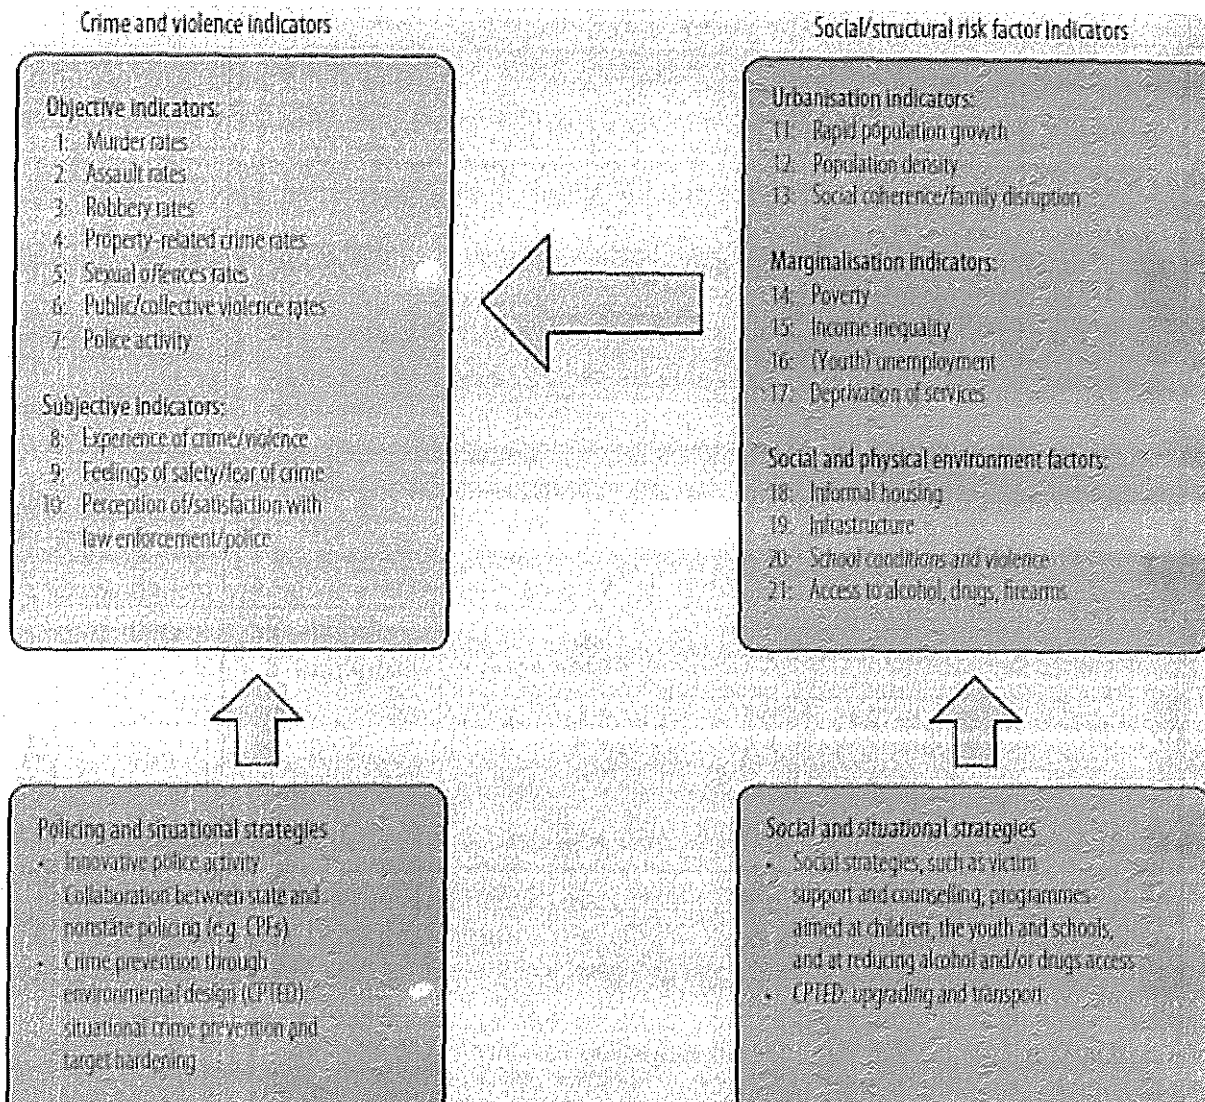 Crime and violence indicators
Objective indicators:
1: Murder rates
2: Assault rates
3: Robbery rates
4: Property-related crime rates
5: Sexual offences rates
6: Public/collective violence rates
7: Police activity
Subjective indicators:
8: Experience of crime/violence
9: Feelings of safety/fear of crime
10: Perception of/satisfaction with
law enforcement/police
Social/structural risk factor indicators
Urbanisation indicators:
11: Rapid population growth
12: Population density
13: Social coherence/family disruption
Marginalisation indicators:
14: Poverty
15: Income inequality
16: (Youth) unemployment
17: Deprivation of services
Social and physical environment factors:
18: Informal housing
19: Infrastructure
20: School conditions and violence
21: Access to alcohol, drugs, firearms
Policing and situational strategies
• Innovative police activity
Collaboration between state and
nonstate policing (e.g. CPFs)
• Crime prevention through
environmental design (CPTED)
situational crime prevention and
target hardening
Social and situational strategies
• Social strategies, such as victim
support and counselling, programmes
aimed at children, the youth and schools,
and at reducing alcohol and/or drugs access
• CPTED: upgrading and transport